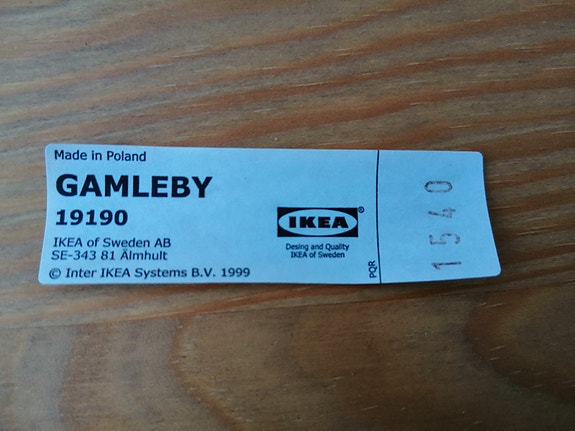 Made in Poland
GAMLEBY
19190
IKEA of Sweden AB
SE-343 81 Älmhult
© Inter IKEA Systems B.V. 1999
IKEA®
Desing and Quality
IKEA of Sweden
PQR
1540